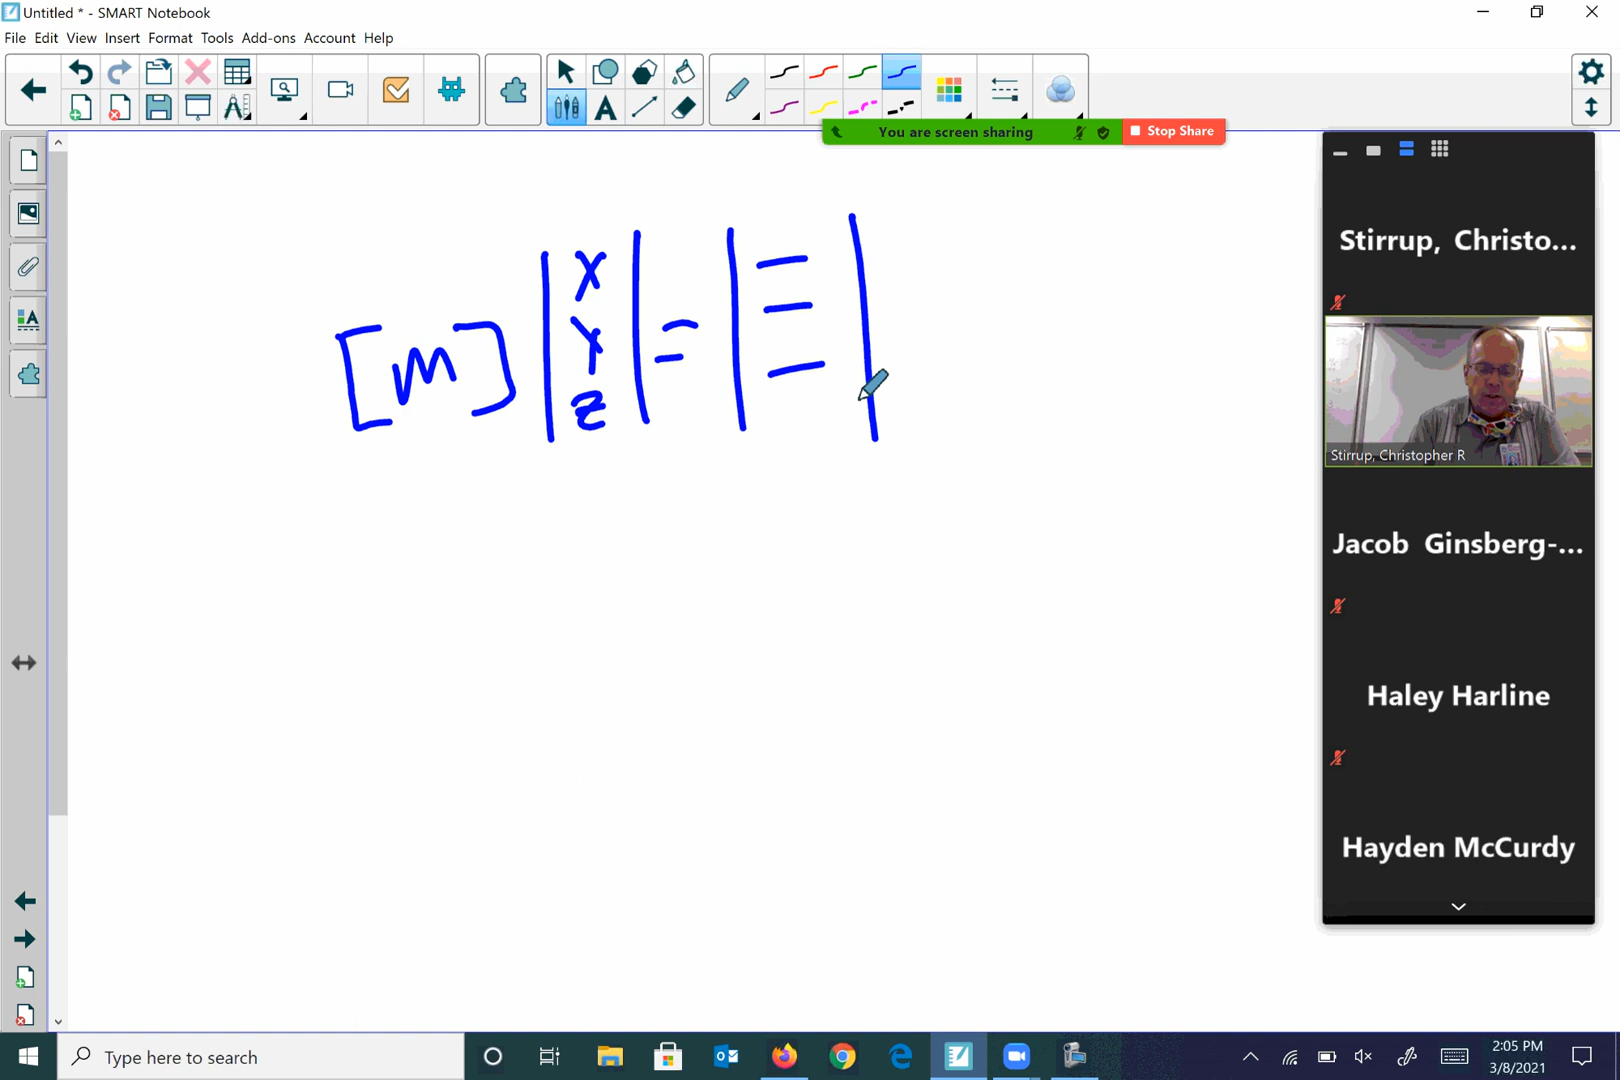 Untitled * - SMART Notebook
File Edit View Insert Format Tools Add-ons Account Help
You are screen sharing
Stop Share
[M] | X Y Z | = | — — — |
Stirrup, Christo...
Stirrup, Christopher R
Jacob Ginsberg-...
Haley Harline
Hayden McCurdy
Type here to search
2:05 PM
3/8/2021